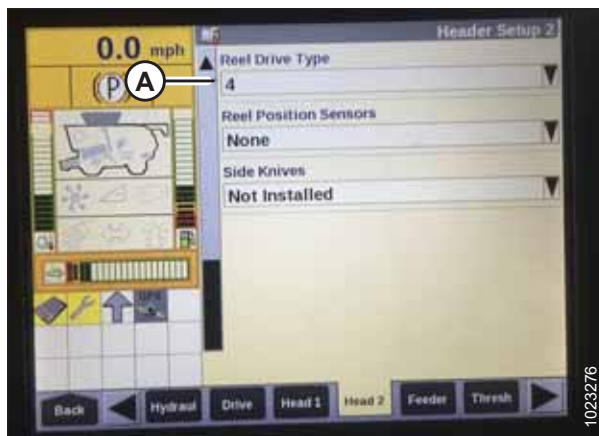 Header Setup 2
0.0 mph
(P)
A
Reel Drive Type
4
Reel Position Sensors
None
Side Knives
Not Installed
GPS
Back
Hydraul
Drive
Head 1
Head 2
Feeder
Thresh
1023276